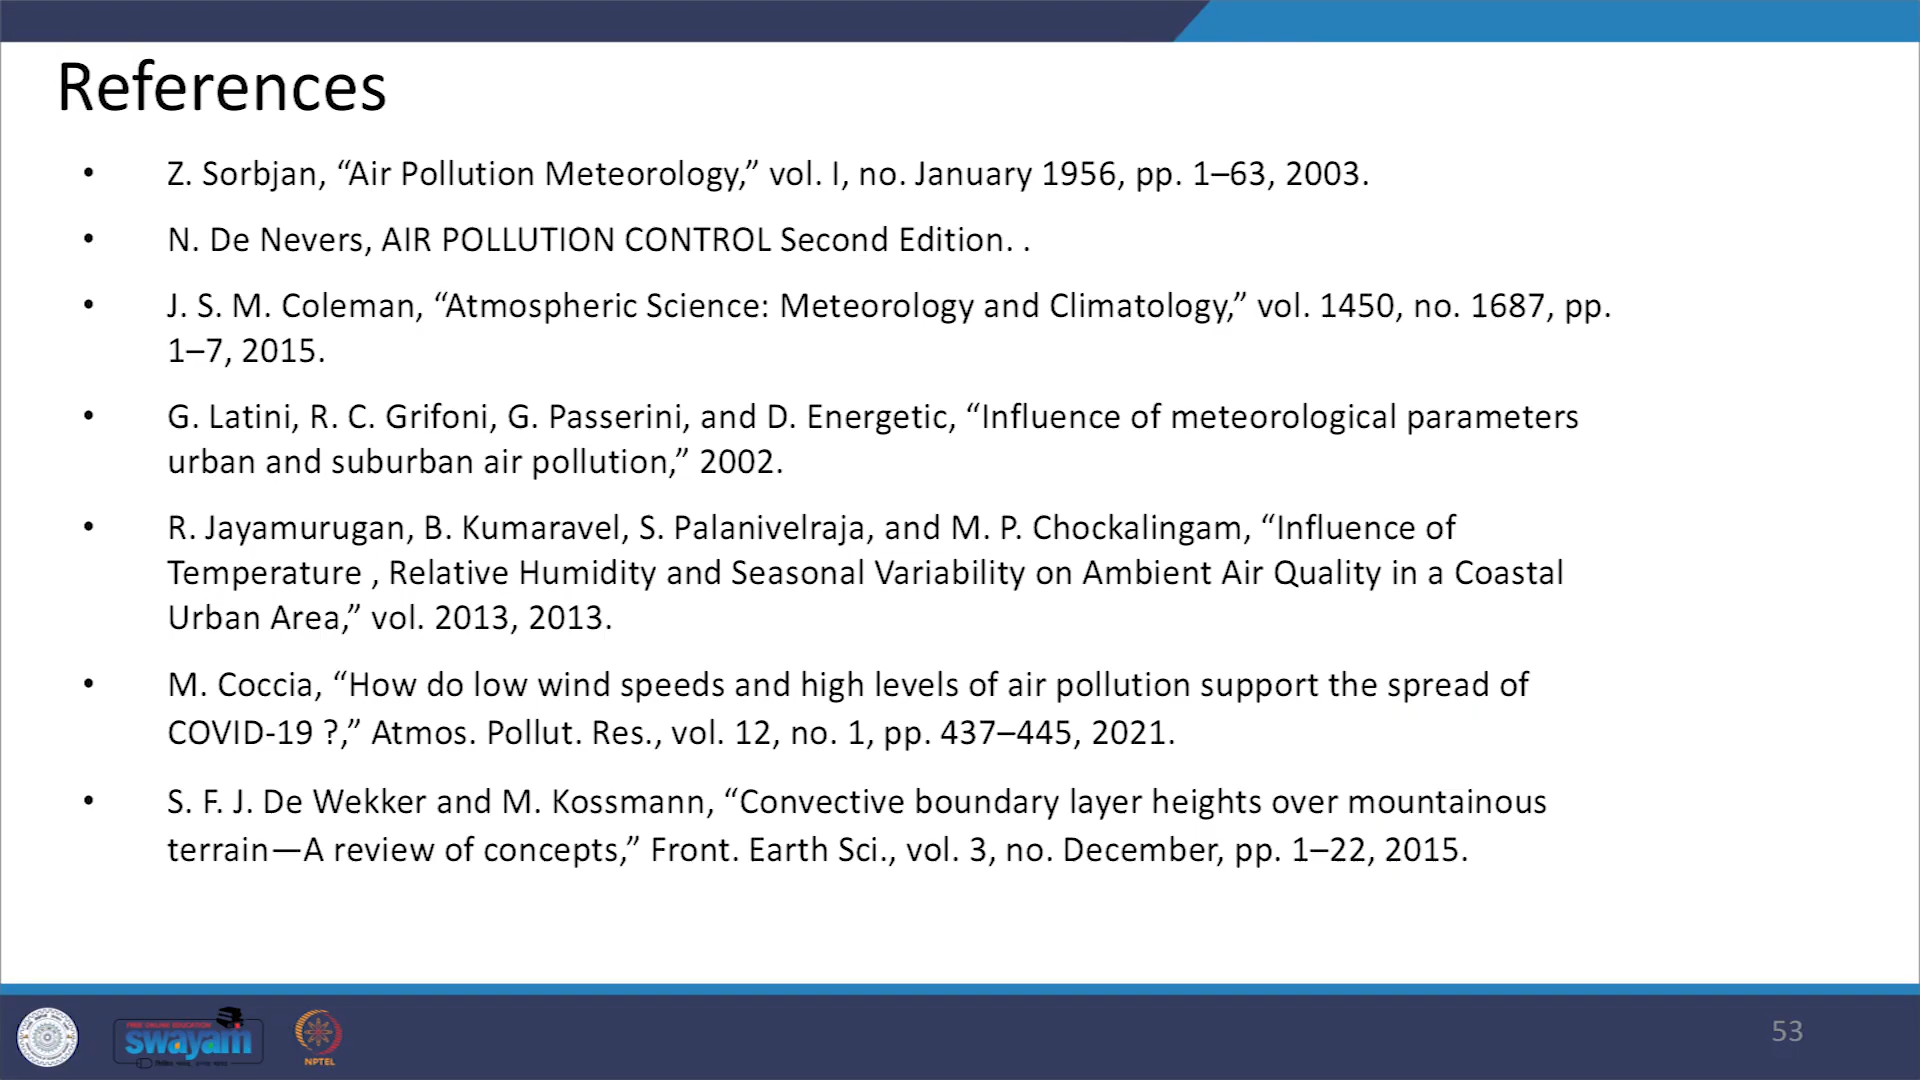 References
• Z. Sorbjan, “Air Pollution Meteorology,” vol. I, no. January 1956, pp. 1–63, 2003.
• N. De Nevers, AIR POLLUTION CONTROL Second Edition. .
• J. S. M. Coleman, “Atmospheric Science: Meteorology and Climatology,” vol. 1450, no. 1687, pp.
1–7, 2015.
• G. Latini, R. C. Grifoni, G. Passerini, and D. Energetic, “Influence of meteorological parameters
urban and suburban air pollution,” 2002.
• R. Jayamurugan, B. Kumaravel, S. Palanivelraja, and M. P. Chockalingam, “Influence of
Temperature , Relative Humidity and Seasonal Variability on Ambient Air Quality in a Coastal
Urban Area,” vol. 2013, 2013.
• M. Coccia, “How do low wind speeds and high levels of air pollution support the spread of
COVID-19 ?,” Atmos. Pollut. Res., vol. 12, no. 1, pp. 437–445, 2021.
• S. F. J. De Wekker and M. Kossmann, “Convective boundary layer heights over mountainous
terrain—A review of concepts,” Front. Earth Sci., vol. 3, no. December, pp. 1–22, 2015.
FREE ONLINE EDUCATION
swayam
NPTEL
53